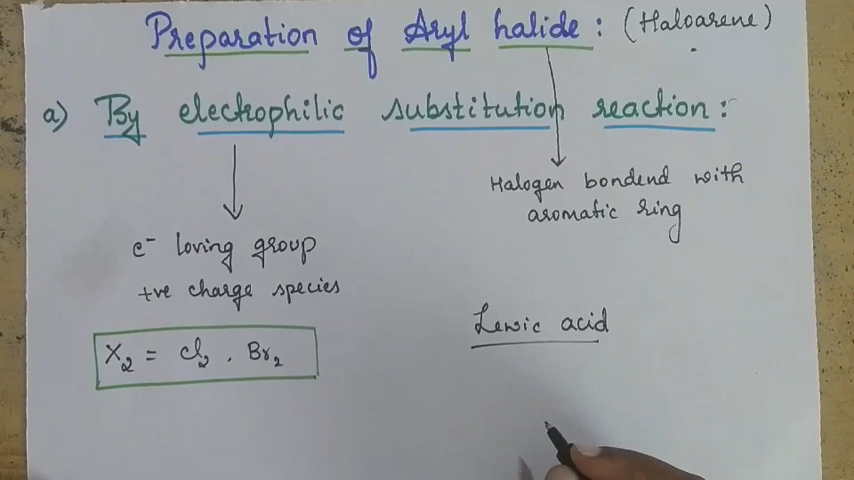 Preparation of Aryl halide : (Haloarene)
a) By electrophilic substitution reaction :
Halogen bondend with
aromatic ring
e⁻ loving group
+ve charge species
Lewic acid
X₂ = Cl₂ , Br₂